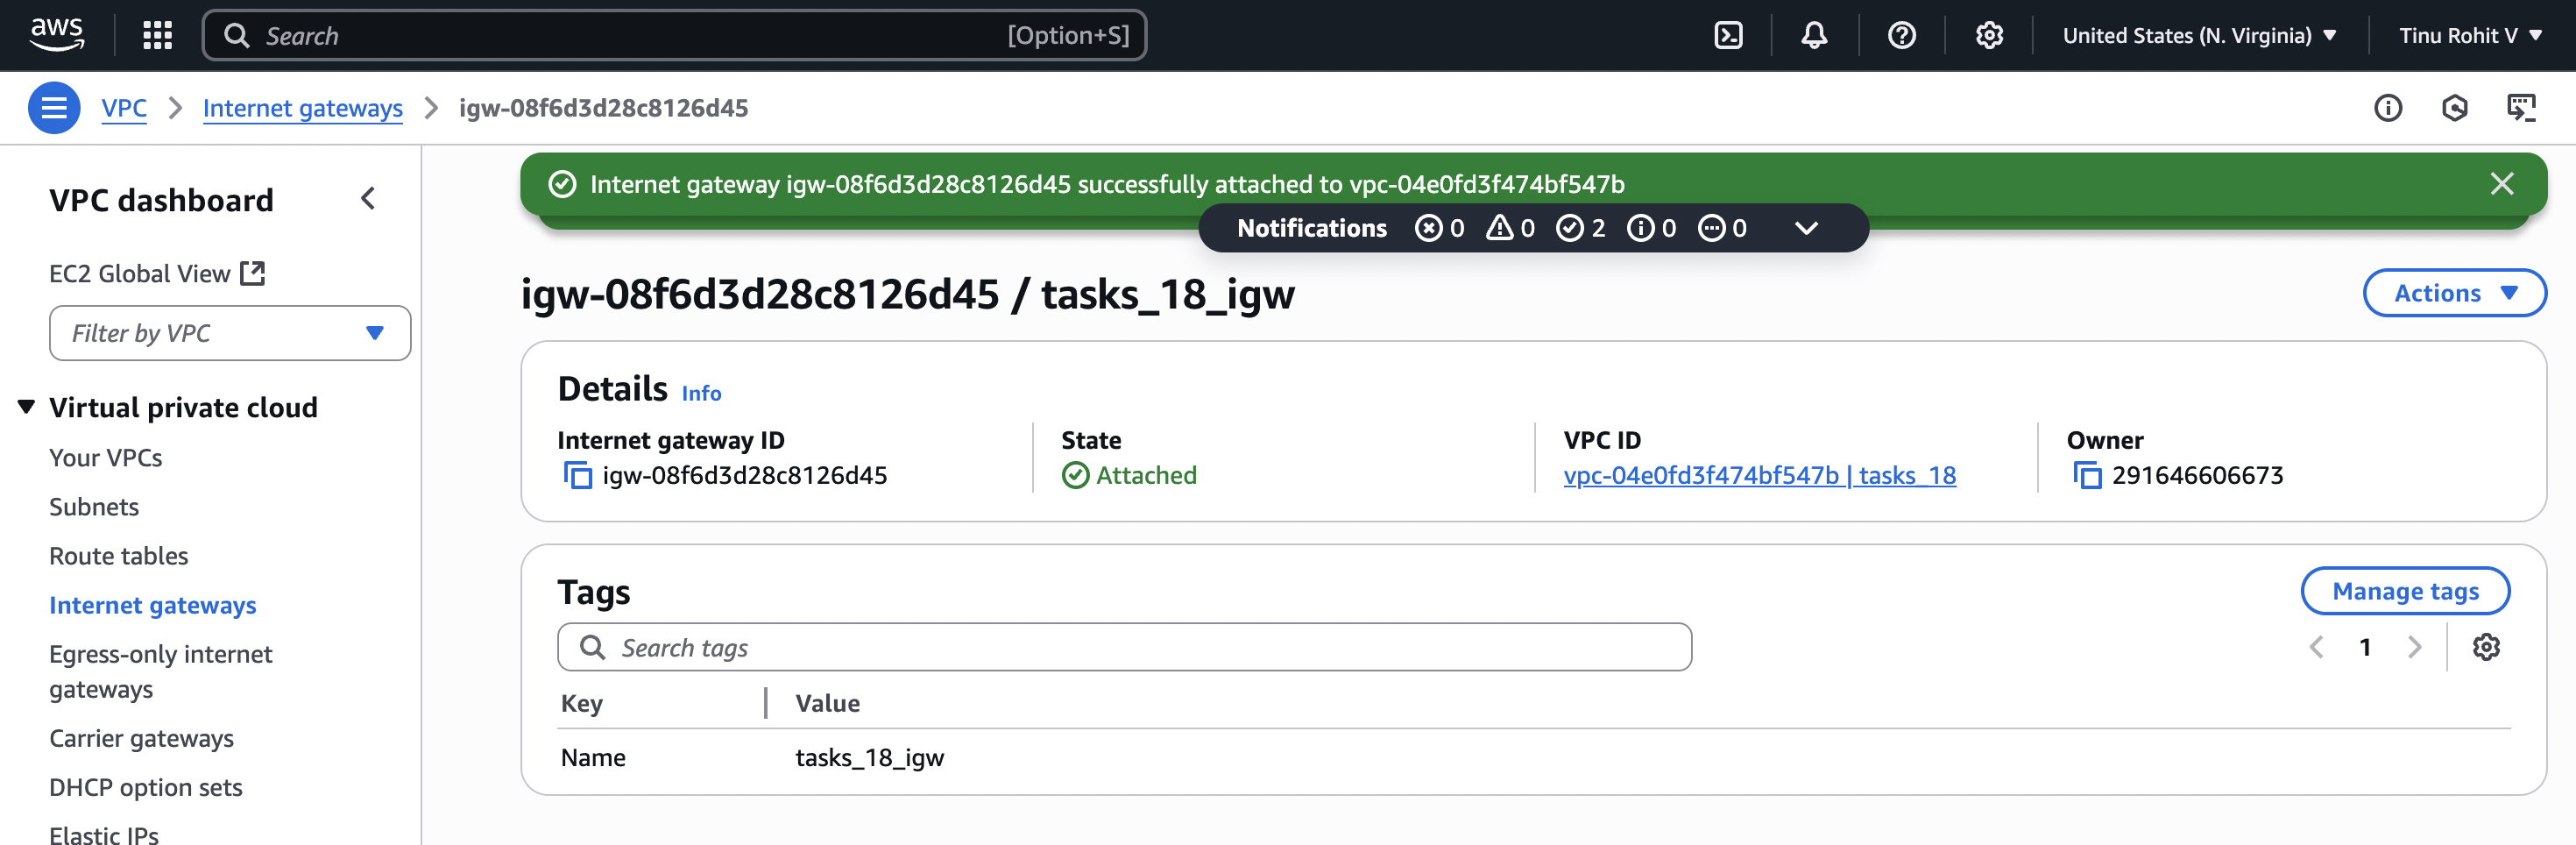 aws
Search
[Option+S]
United States (N. Virginia)
Tinu Rohit V
VPC
Internet gateways
igw-08f6d3d28c8126d45
VPC dashboard
EC2 Global View
Filter by VPC
Virtual private cloud
Your VPCs
Subnets
Route tables
Internet gateways
Egress-only internet
gateways
Carrier gateways
DHCP option sets
Elastic IPs
Internet gateway igw-08f6d3d28c8126d45 successfully attached to vpc-04e0fd3f474bf547b
Notifications 0 0 2 0 0
igw-08f6d3d28c8126d45 / tasks_18_igw
Actions
Details Info
Internet gateway ID
igw-08f6d3d28c8126d45
State
Attached
VPC ID
vpc-04e0fd3f474bf547b | tasks_18
Owner
291646606673
Tags
Manage tags
Search tags
1
Key Value
Name tasks_18_igw